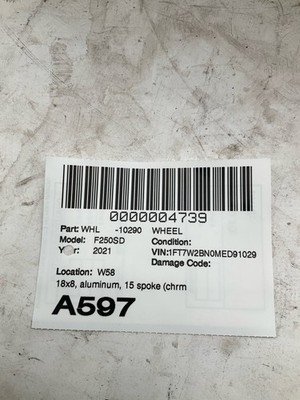 0000004739
Part: WHL -10290 WHEEL
Model: F250SD Condition:
Year: 2021 VIN:1FT7W2BN0MED91029
Damage Code:
Location: W58
18x8, aluminum, 15 spoke (chrm
A597